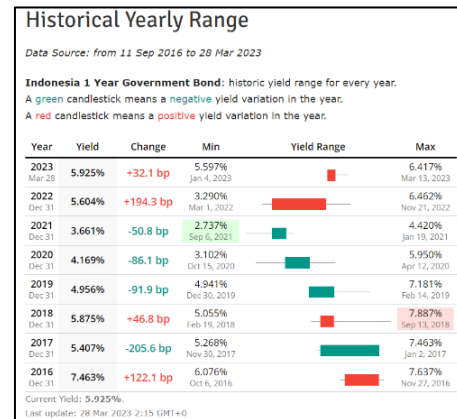 Historical Yearly Range
Data Source: from 11 Sep 2016 to 28 Mar 2023
Indonesia 1 Year Government Bond: historic yield range for every year.
A green candlestick means a negative yield variation in the year.
A red candlestick means a positive yield variation in the year.
Year Yield Change Min Yield Range Max
2023 5.925% +32.1 bp 5.597% 6.417%
Mar 28 Jan 4, 2023 Mar 13, 2023
2022 5.604% +194.3 bp 3.290% 6.462%
Dec 31 Mar 1, 2022 Nov 21, 2022
2021 3.661% -50.8 bp 2.737% 4.420%
Dec 31 Sep 6, 2021 Jan 19, 2021
2020 4.169% -86.1 bp 3.102% 5.950%
Dec 31 Oct 15, 2020 Apr 12, 2020
2019 4.956% -91.9 bp 4.941% 7.181%
Dec 31 Dec 30, 2019 Feb 14, 2019
2018 5.875% +46.8 bp 5.055% 7.887%
Dec 31 Feb 19, 2018 Sep 13, 2018
2017 5.407% -205.6 bp 5.268% 7.463%
Dec 31 Nov 30, 2017 Jan 2, 2017
2016 7.463% +122.1 bp 6.076% 7.637%
Dec 31 Oct 6, 2016 Nov 27, 2016
Current Yield: 5.925%.
Last update: 28 Mar 2023 2:15 GMT+0